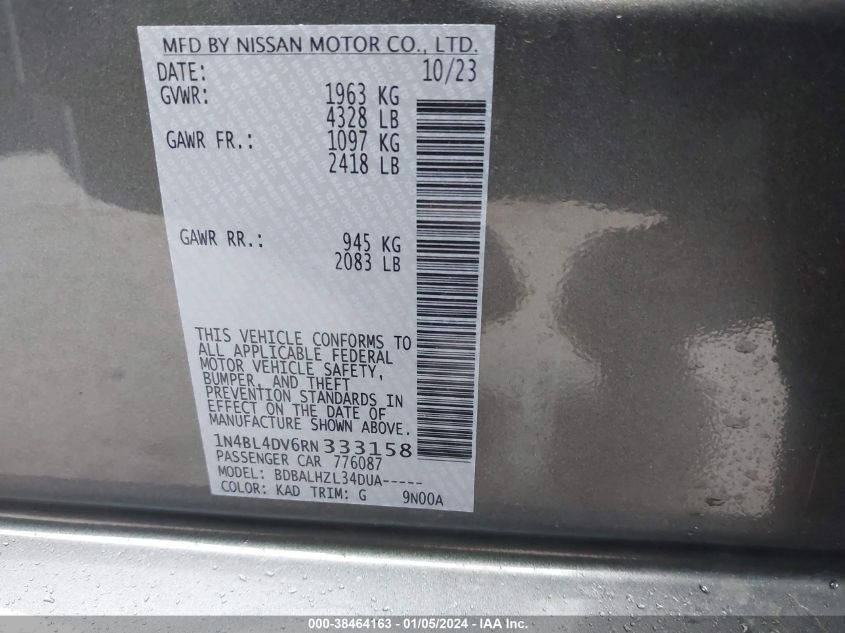 MFD BY NISSAN MOTOR CO., LTD.
DATE: 10/23
GVWR: 1963 KG
4328 LB
GAWR FR.: 1097 KG
2418 LB
GAWR RR.: 945 KG
2083 LB
THIS VEHICLE CONFORMS TO
ALL APPLICABLE FEDERAL
MOTOR VEHICLE SAFETY,
BUMPER, AND THEFT
PREVENTION STANDARDS IN
EFFECT ON THE DATE OF
MANUFACTURE SHOWN ABOVE.
1N4BL4DV6RN333158
PASSENGER CAR 776087
MODEL: BDBALHZL34DUA-----
COLOR: KAD TRIM: G 9N00A
000-38464163 - 01/05/2024 - IAA Inc.